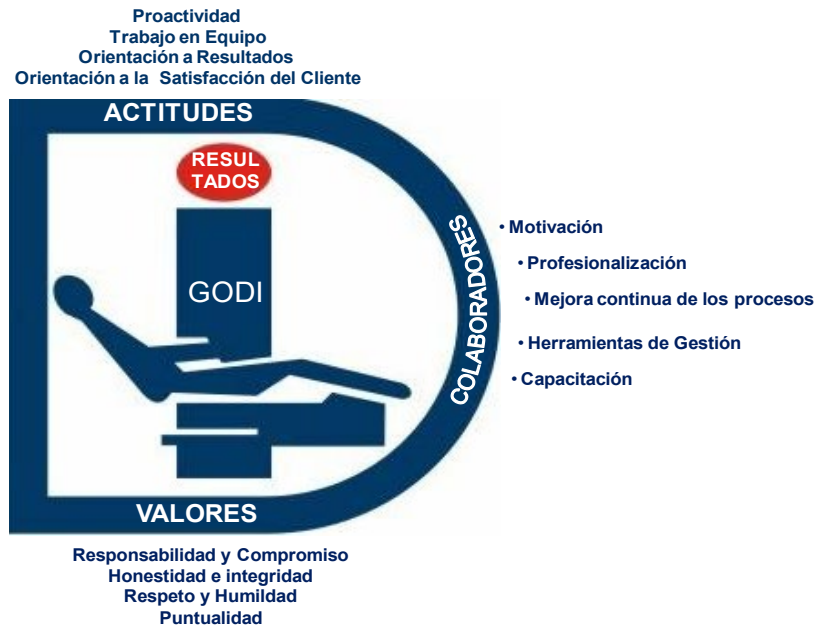 Proactividad
Trabajo en Equipo
Orientación a Resultados
Orientación a la Satisfacción del Cliente
ACTITUDES
RESUL
TADOS
GODI
COLABORADORES
• Motivación
• Profesionalización
• Mejora continua de los procesos
• Herramientas de Gestión
• Capacitación
VALORES
Responsabilidad y Compromiso
Honestidad e integridad
Respeto y Humildad
Puntualidad